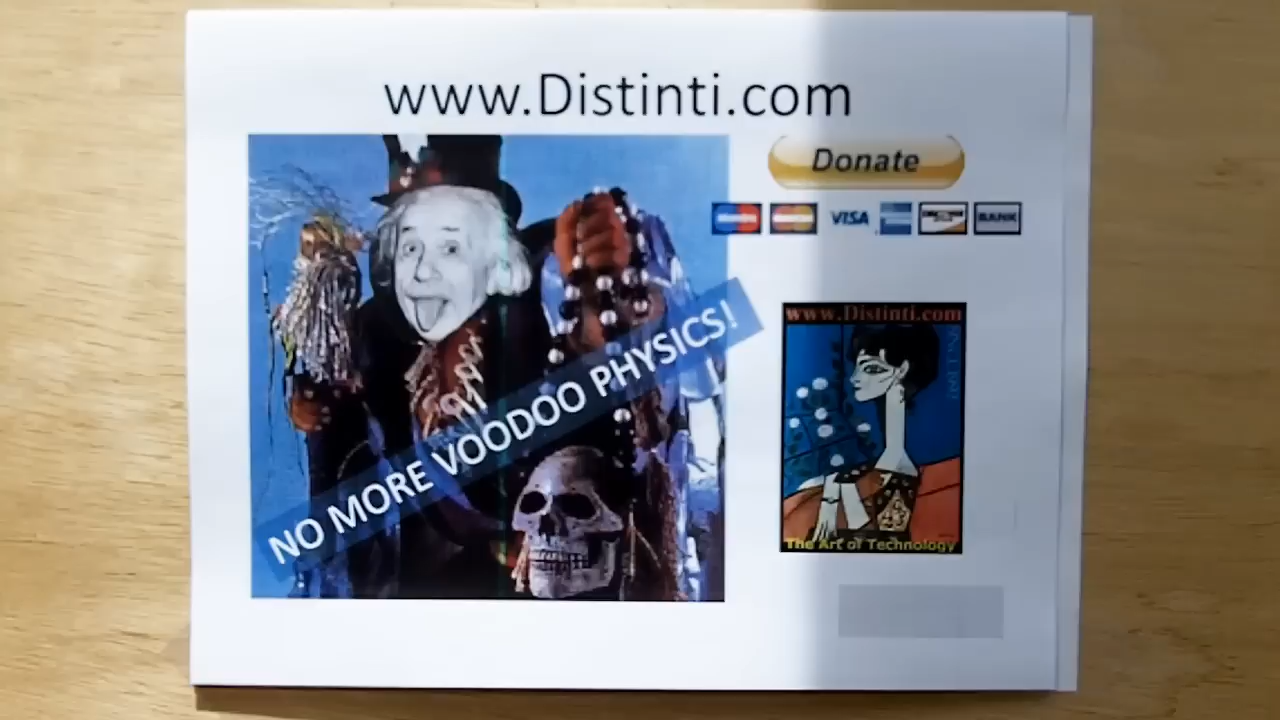 www.Distinti.com
Donate
VISA
BANK
NO MORE VOODOO PHYSICS!
www.Distinti.com
The Art of Technology